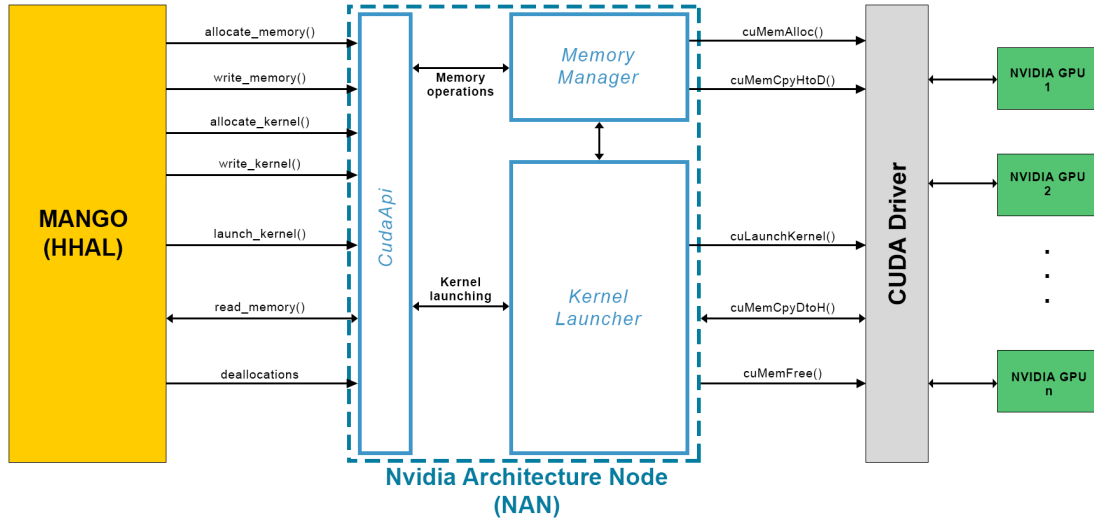 MANGO
(HHAL)
allocate_memory()
write_memory()
allocate_kernel()
write_kernel()
launch_kernel()
read_memory()
deallocations
CudaApi
Memory
operations
Kernel
launching
Memory
Manager
Kernel
Launcher
Nvidia Architecture Node
(NAN)
cuMemAlloc()
cuMemCpyHtoD()
cuLaunchKernel()
cuMemCpyDtoH()
cuMemFree()
CUDA Driver
NVIDIA GPU
1
NVIDIA GPU
2
NVIDIA GPU
n